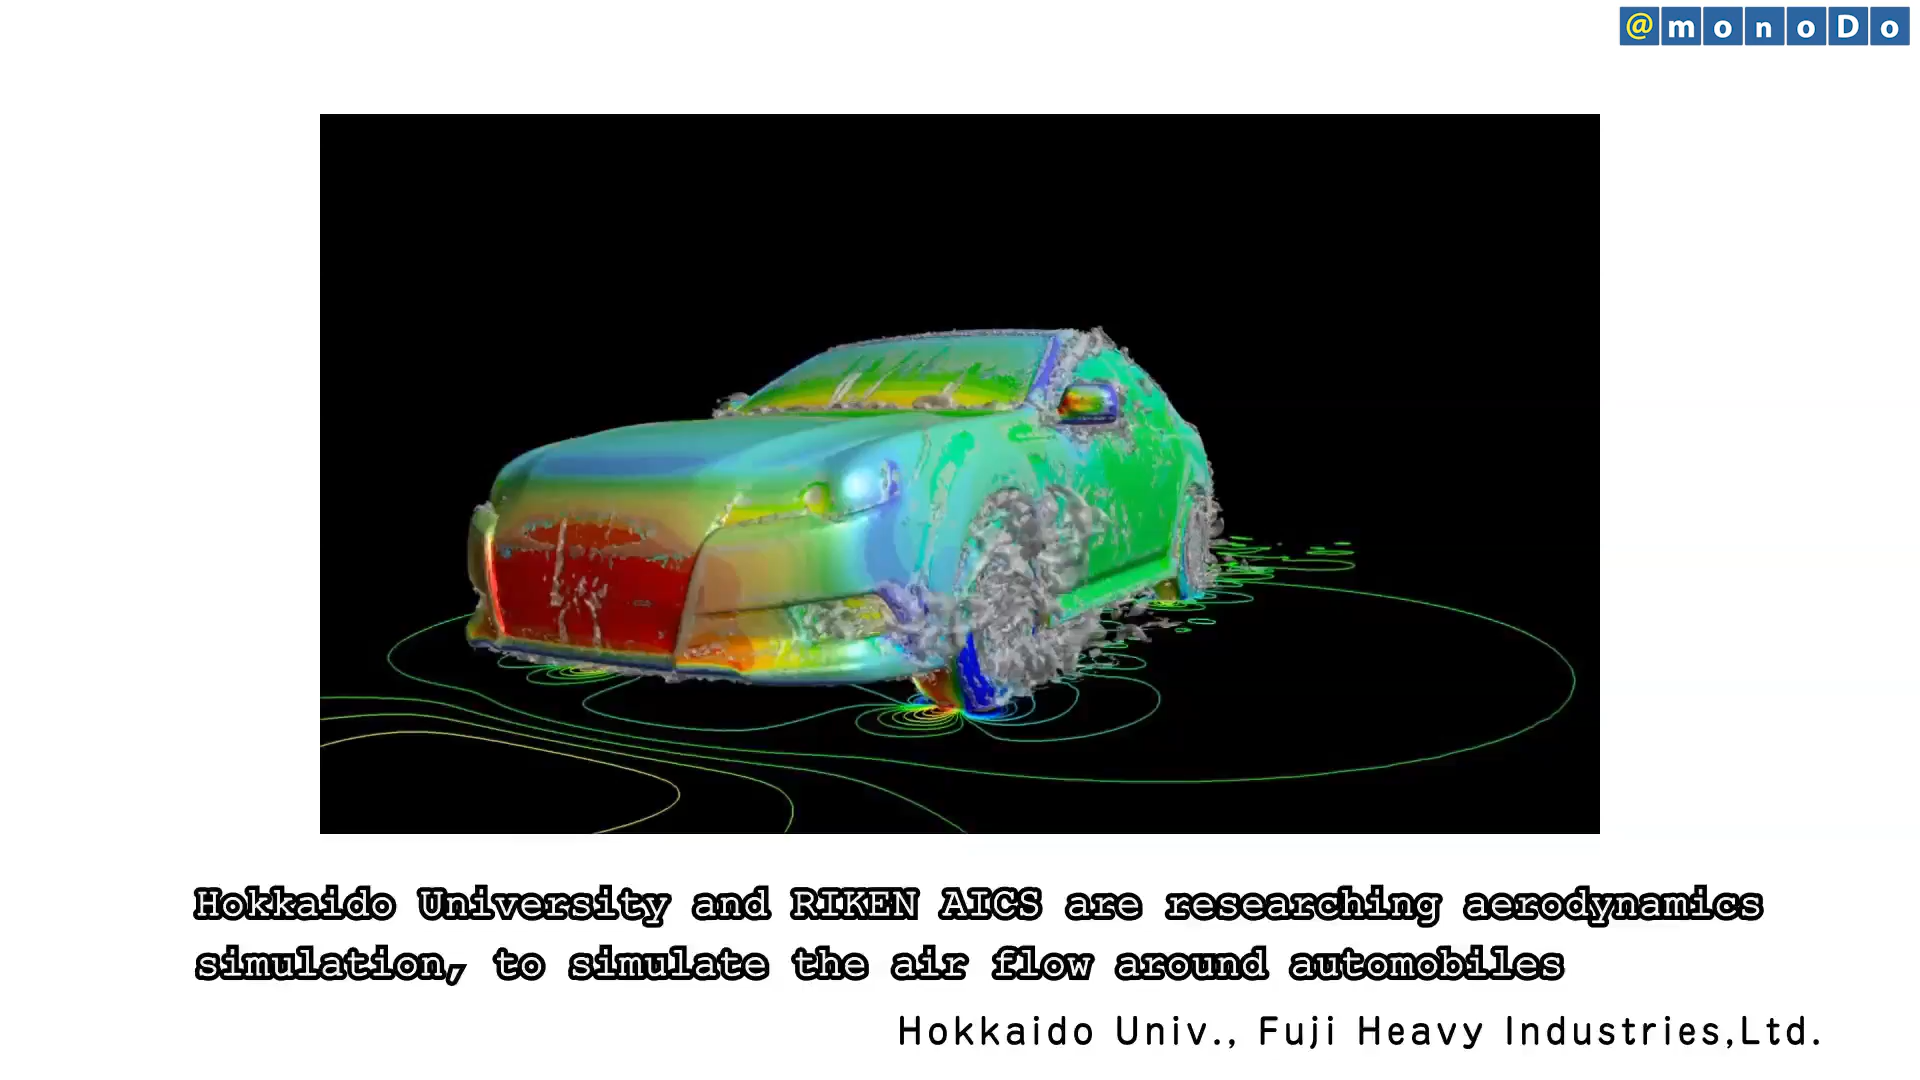 @monoDo
Hokkaido University and RIKEN AICS are researching aerodynamics
simulation, to simulate the air flow around automobiles
Hokkaido Univ., Fuji Heavy Industries,Ltd.